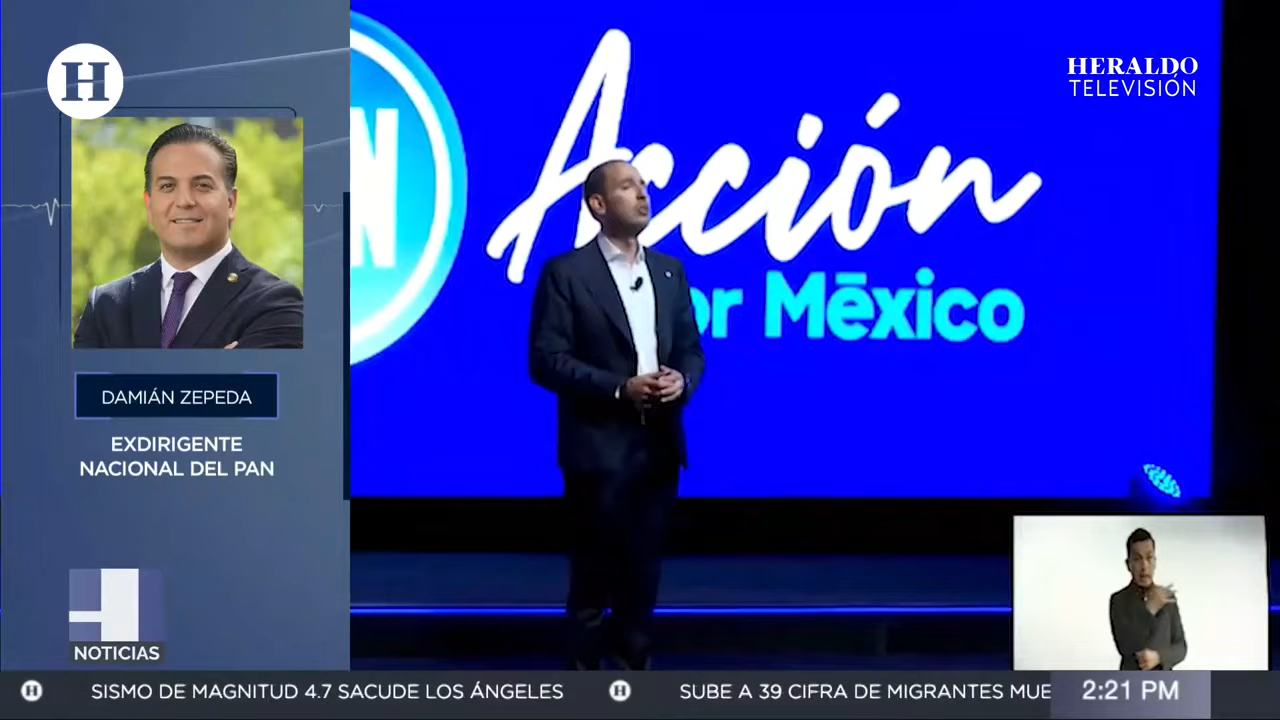 H
HERALDO
TELEVISIÓN
N
Acción
or México
DAMIÁN ZEPEDA
EXDIRIGENTE
NACIONAL DEL PAN
NOTICIAS
SISMO DE MAGNITUD 4.7 SACUDE LOS ÁNGELES H SUBE A 39 CIFRA DE MIGRANTES MUE
2:21 PM